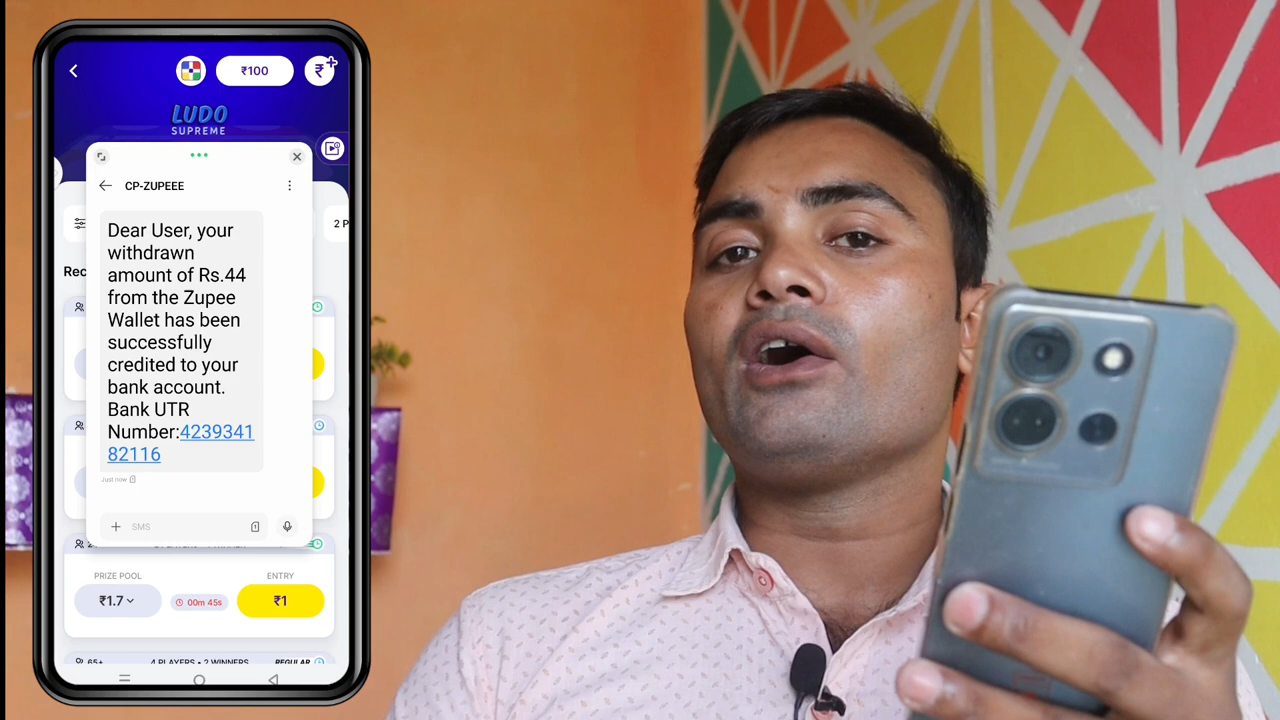 ₹100
₹
LUDO
SUPREME
CP-ZUPEEE
2 P
Rec
Dear User, your
withdrawn
amount of Rs.44
from the Zupee
Wallet has been
successfully
credited to your
bank account.
Bank UTR
Number:4239341
82116
Just now
SMS
PRIZE POOL
ENTRY
₹1.7
00m 45s
₹1
65+
4 PLAYERS • 2 WINNERS
REGULAR